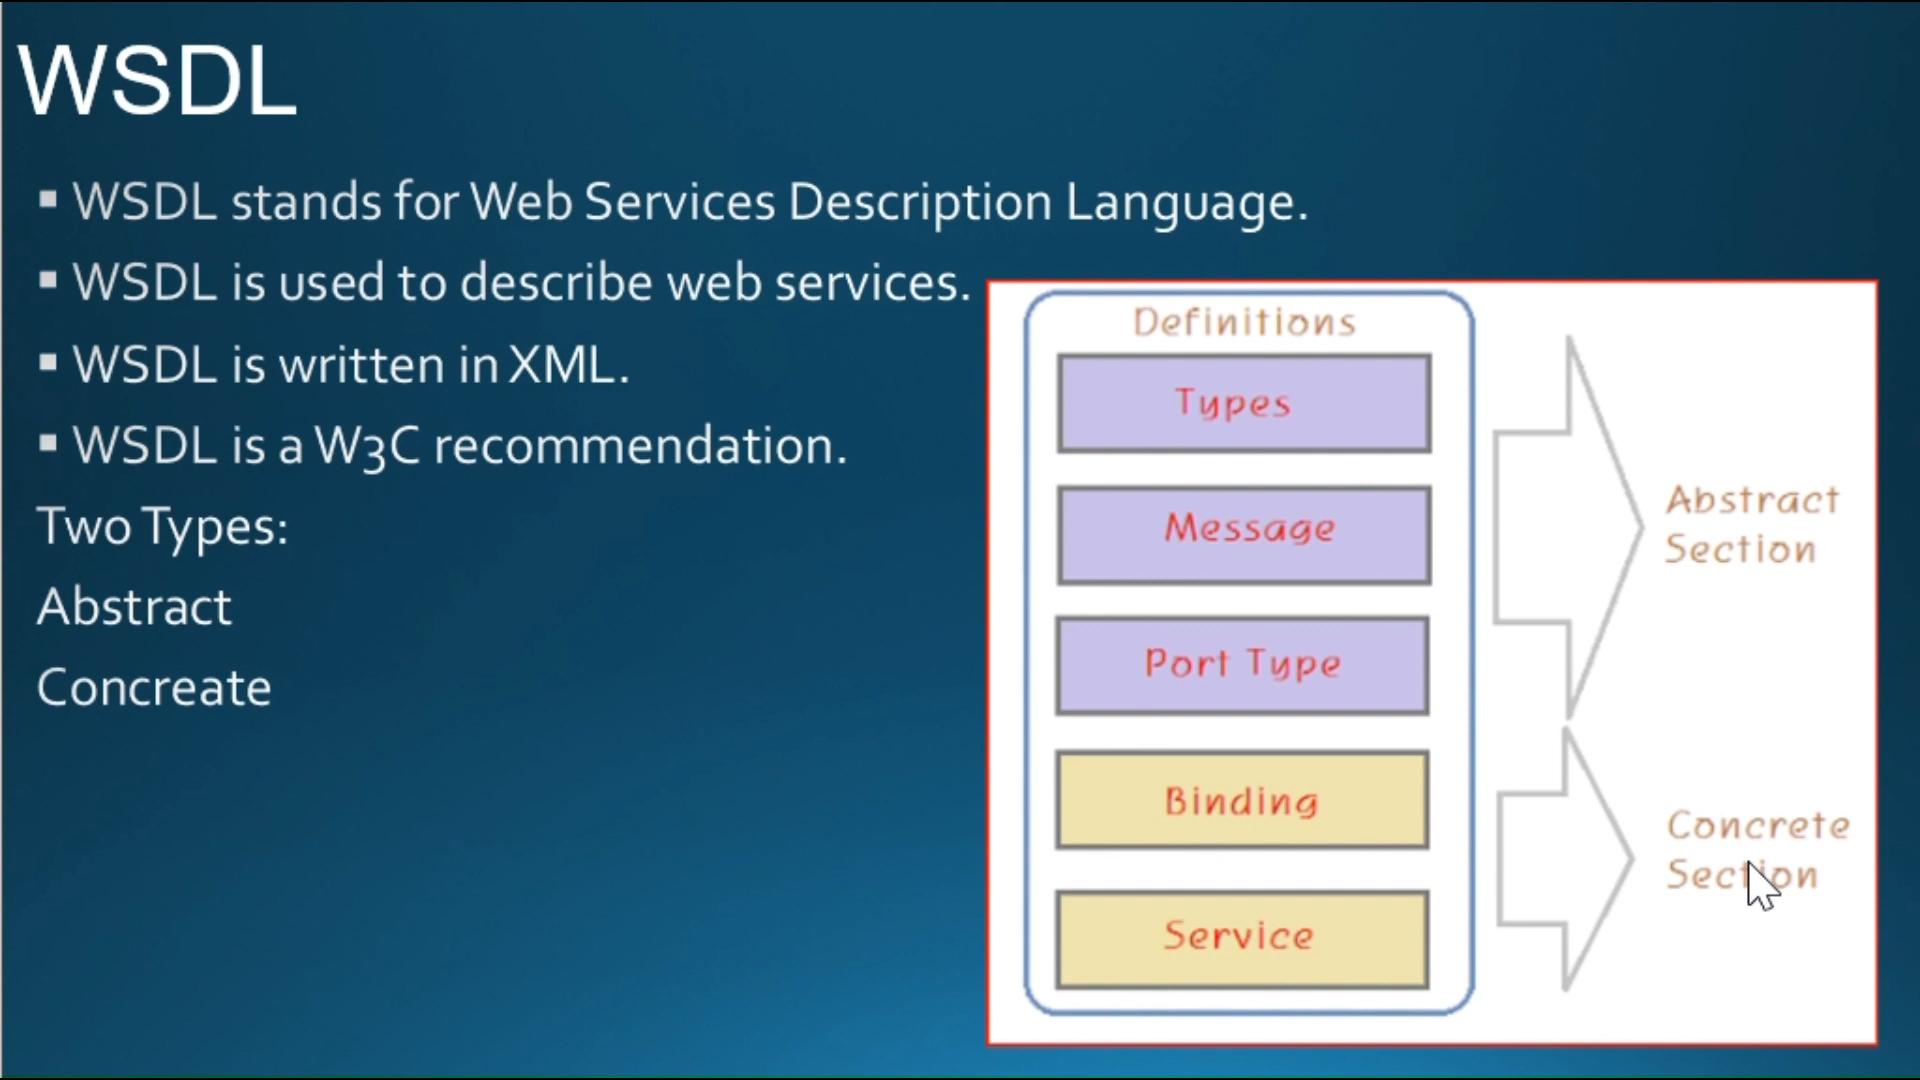 WSDL
▪ WSDL stands for Web Services Description Language.
▪ WSDL is used to describe web services.
▪ WSDL is written in XML.
▪ WSDL is a W3C recommendation.
Two Types:
Abstract
Concreate
Definitions
Types
Message
Port Type
Binding
Service
Abstract
Section
Concrete
Section